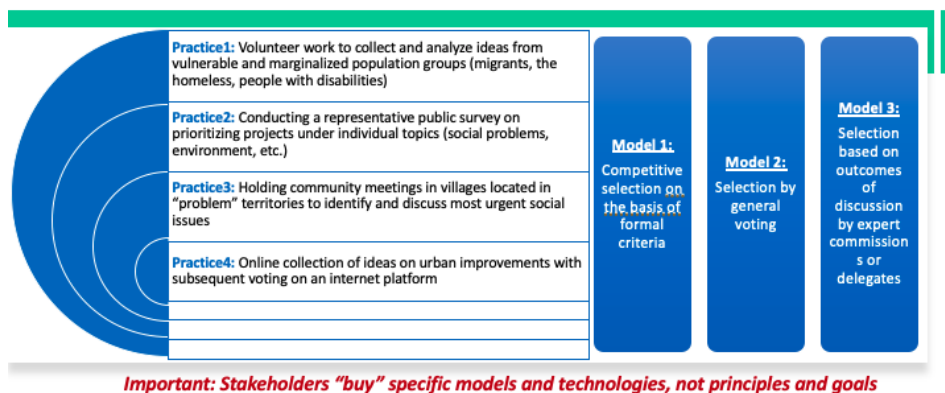 Practice1: Volunteer work to collect and analyze ideas from
vulnerable and marginalized population groups (migrants, the
homeless, people with disabilities)
Practice2: Conducting a representative public survey on
prioritizing projects under individual topics (social problems,
environment, etc.)
Practice3: Holding community meetings in villages located in
“problem” territories to identify and discuss most urgent social
issues
Practice4: Online collection of ideas on urban improvements with
subsequent voting on an internet platform
Model 1:
Competitive
selection on
the basis of
formal
criteria
Model 2:
Selection by
general
voting
Model 3:
Selection
based on
outcomes
of
discussion
by expert
commission
s or
delegates
Important: Stakeholders “buy” specific models and technologies, not principles and goals